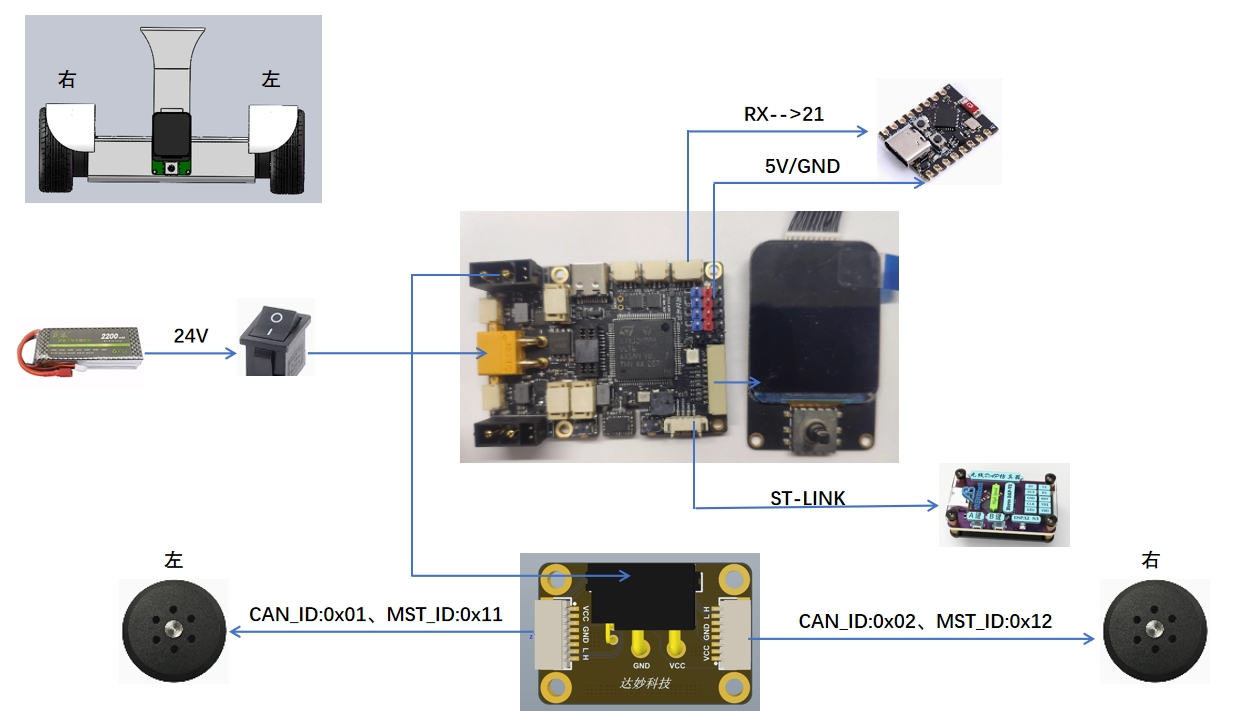 右
左
RX-->21
5V/GND
24V
2200
ST-LINK
左
右
CAN_ID:0x01、MST_ID:0x11
CAN_ID:0x02、MST_ID:0x12
VCC GND L H
VCC GND L H
GND
VCC
达妙科技